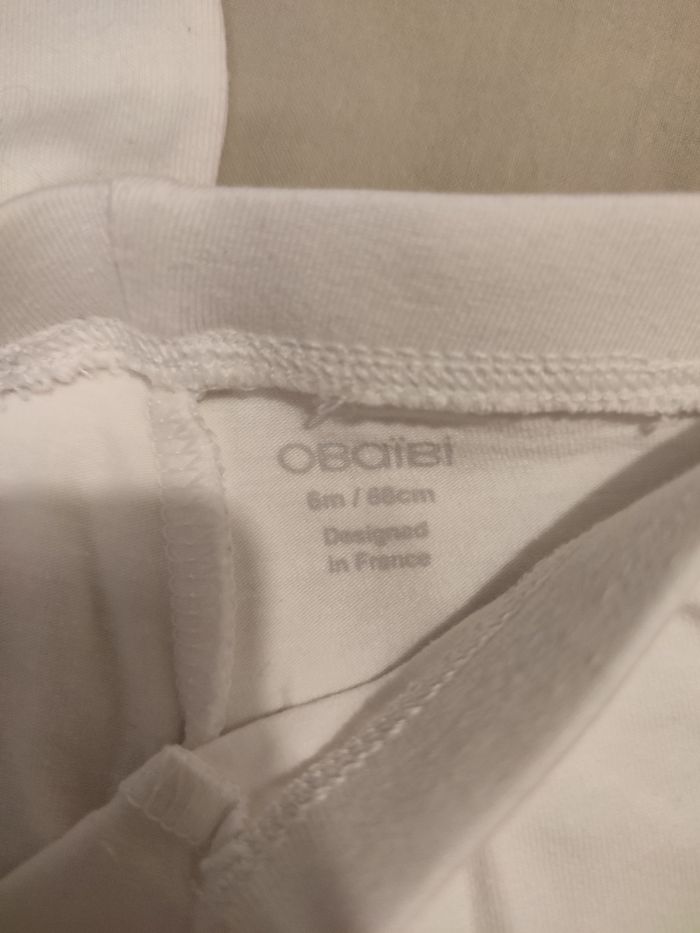 OBaïBi
6m / 68cm
Designed
in France